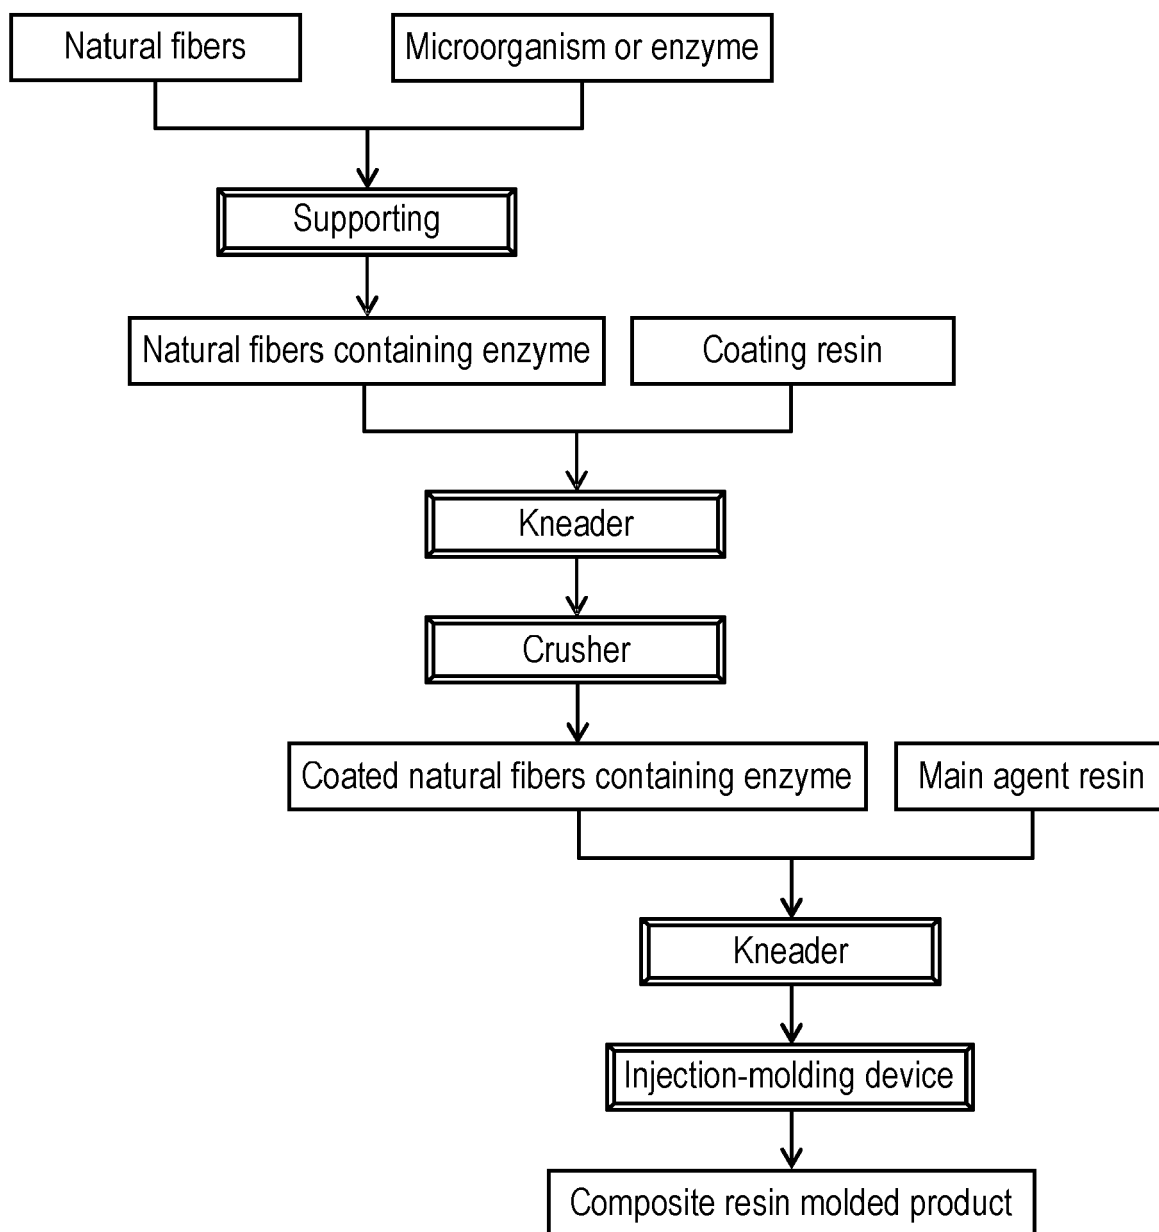 Natural fibers
Microorganism or enzyme
Supporting
Natural fibers containing enzyme
Coating resin
Kneader
Crusher
Coated natural fibers containing enzyme
Main agent resin
Kneader
Injection-molding device
Composite resin molded product